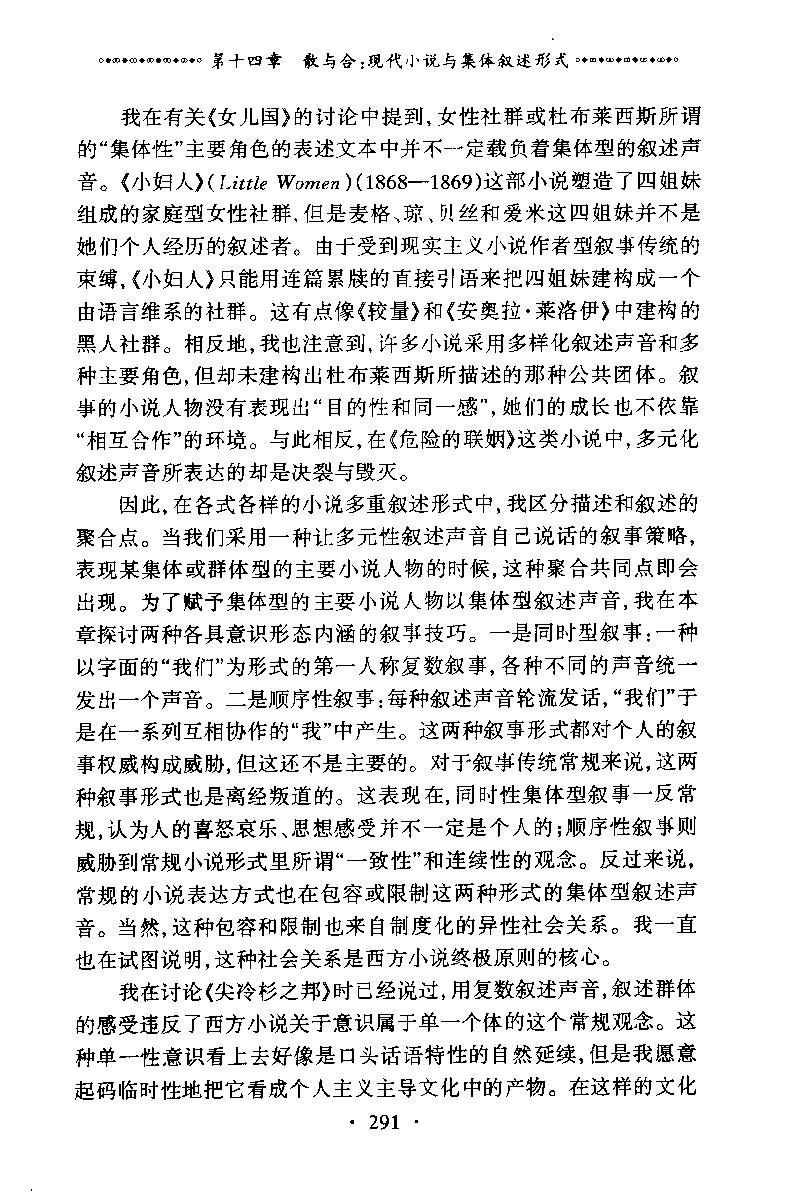 第十四章 散与合:现代小说与集体叙述形式
我在有关《女儿国》的讨论中提到,女性社群或杜布莱西斯所谓
的“集体性”主要角色的表述文本中并不一定载负着集体型的叙述声
音。《小妇人》(Little Women)(1868—1869)这部小说塑造了四姐妹
组成的家庭型女性社群,但是麦格、琼、贝丝和爱米这四姐妹并不是
她们个人经历的叙述者。由于受到现实主义小说作者型叙事传统的
束缚,《小妇人》只能用连篇累牍的直接引语来把四姐妹建构成一个
由语言维系的社群。这有点像《较量》和《安奥拉·莱洛伊》中建构的
黑人社群。相反地,我也注意到,许多小说采用多样化叙述声音和多
种主要角色,但却未建构出杜布莱西斯所描述的那种公共团体。叙
事的小说人物没有表现出“目的性和同一感”,她们的成长也不依靠
“相互合作”的环境。与此相反,在《危险的联姻》这类小说中,多元化
叙述声音所表达的却是决裂与毁灭。
因此,在各式各样的小说多重叙述形式中,我区分描述和叙述的
聚合点。当我们采用一种让多元性叙述声音自己说话的叙事策略,
表现某集体或群体型的主要小说人物的时候,这种聚合共同点即会
出现。为了赋予集体型的主要小说人物以集体型叙述声音,我在本
章探讨两种各具意识形态内涵的叙事技巧。一是同时型叙事:一种
以字面的“我们”为形式的第一人称复数叙事,各种不同的声音统一
发出一个声音。二是顺序性叙事:每种叙述声音轮流发话,“我们”于
是在一系列互相协作的“我”中产生。这两种叙事形式都对个人的叙
事权威构成威胁,但这还不是主要的。对于叙事传统常规来说,这两
种叙事形式也是离经叛道的。这表现在,同时性集体型叙事一反常
规,认为人的喜怒哀乐、思想感受并不一定是个人的;顺序性叙事则
威胁到常规小说形式里所谓“一致性”和连续性的观念。反过来说,
常规的小说表达方式也在包容或限制这两种形式的集体型叙述声
音。当然,这种包容和限制也来自制度化的异性社会关系。我一直
也在试图说明,这种社会关系是西方小说终极原则的核心。
我在讨论《尖冷杉之邦》时已经说过,用复数叙述声音,叙述群体
的感受违反了西方小说关于意识属于单一个体的这个常规观念。这
种单一性意识看上去好像是口头话语特性的自然延续,但是我愿意
起码临时性地把它看成个人主义主导文化中的产物。在这样的文化
· 291 ·